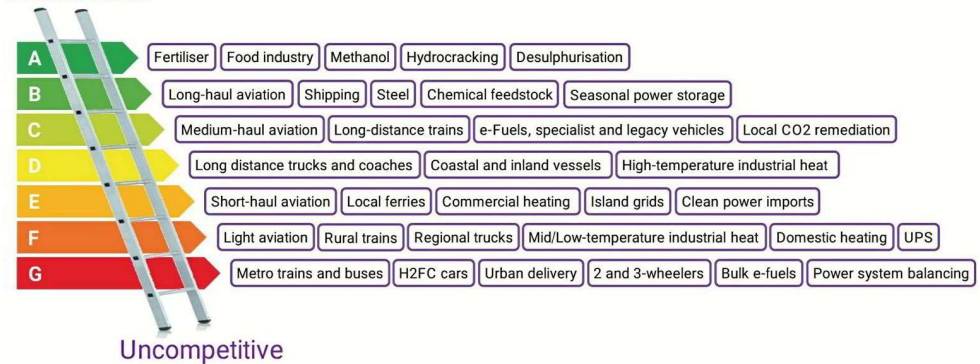 A Fertiliser Food industry Methanol Hydrocracking Desulphurisation
B Long-haul aviation Shipping Steel Chemical feedstock Seasonal power storage
C Medium-haul aviation Long-distance trains e-Fuels, specialist and legacy vehicles Local CO2 remediation
D Long distance trucks and coaches Coastal and inland vessels High-temperature industrial heat
E Short-haul aviation Local ferries Commercial heating Island grids Clean power imports
F Light aviation Rural trains Regional trucks Mid/Low-temperature industrial heat Domestic heating UPS
G Metro trains and buses H2FC cars Urban delivery 2 and 3-wheelers Bulk e-fuels Power system balancing
Uncompetitive